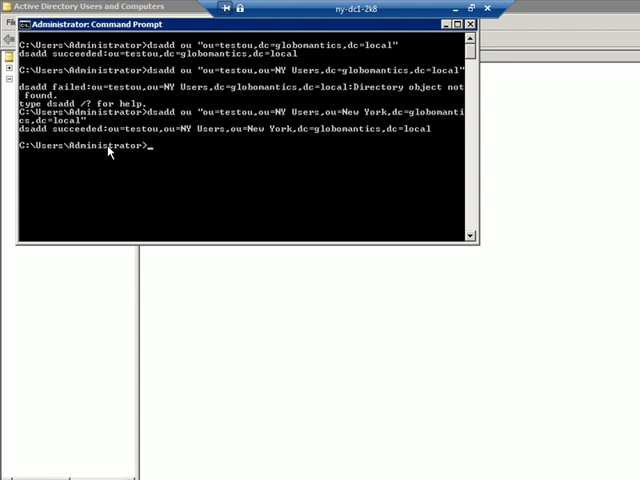 Active Directory Users and Computers
ny-dc1-2k8
Administrator: Command Prompt
C:\Users\Administrator>dsadd ou "ou=testou,dc=globomantics,dc=local"
dsadd succeeded:ou=testou,dc=globomantics,dc=local
C:\Users\Administrator>dsadd ou "ou=testou,ou=NY Users,dc=globomantics,dc=local"
dsadd failed:ou=testou,ou=NY Users,dc=globomantics,dc=local:Directory object not
found.
type dsadd /? for help.
C:\Users\Administrator>dsadd ou "ou=testou,ou=NY Users,ou=New York,dc=globomanti
cs,dc=local"
dsadd succeeded:ou=testou,ou=NY Users,ou=New York,dc=globomantics,dc=local
C:\Users\Administrator>_